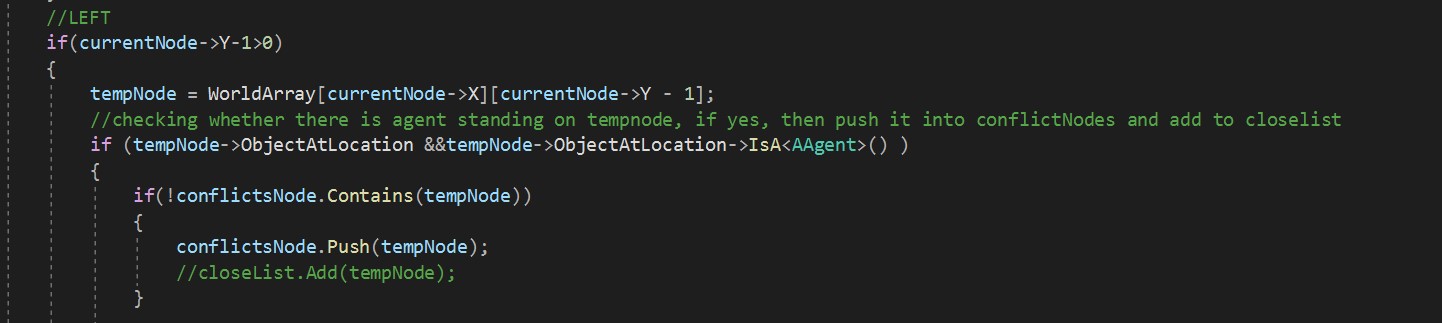 //LEFT
if(currentNode->Y-1>0)
{
tempNode = WorldArray[currentNode->X][currentNode->Y - 1];
//checking whether there is agent standing on tempnode, if yes, then push it into conflictNodes and add to closelist
if (tempNode->ObjectAtLocation &&tempNode->ObjectAtLocation->IsA<AAgent>() )
{
if(!conflictsNode.Contains(tempNode))
{
conflictsNode.Push(tempNode);
//closeList.Add(tempNode);
}